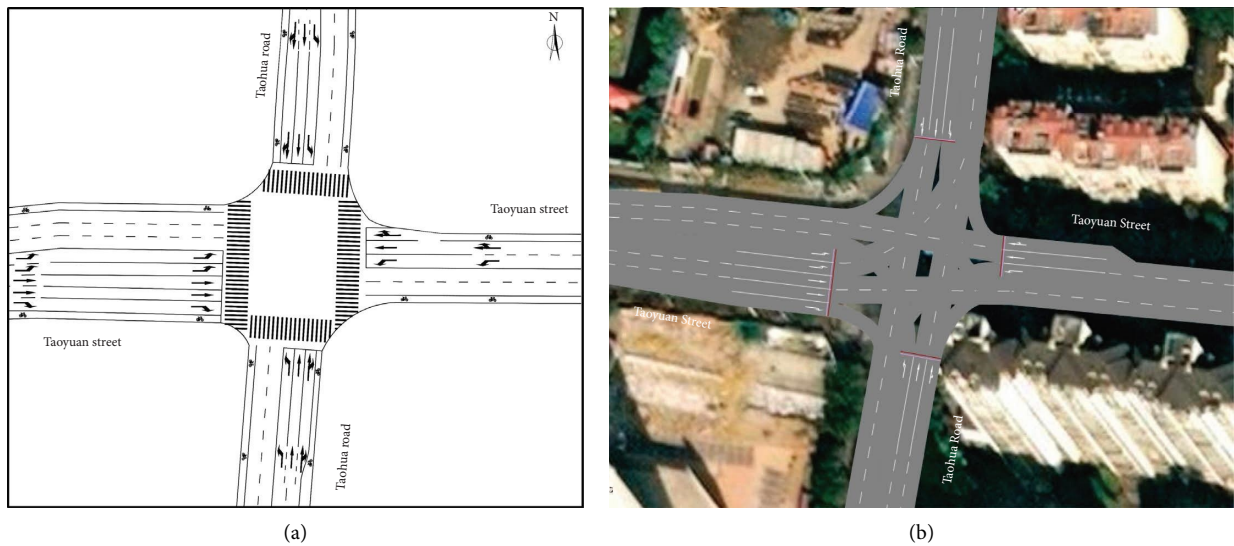 N
Taohua road
Taoyuan street
Taoyuan street
Taohua road
(a)
Taohua Road
Taoyuan Street
Taoyuan Street
Taohua Road
(b)